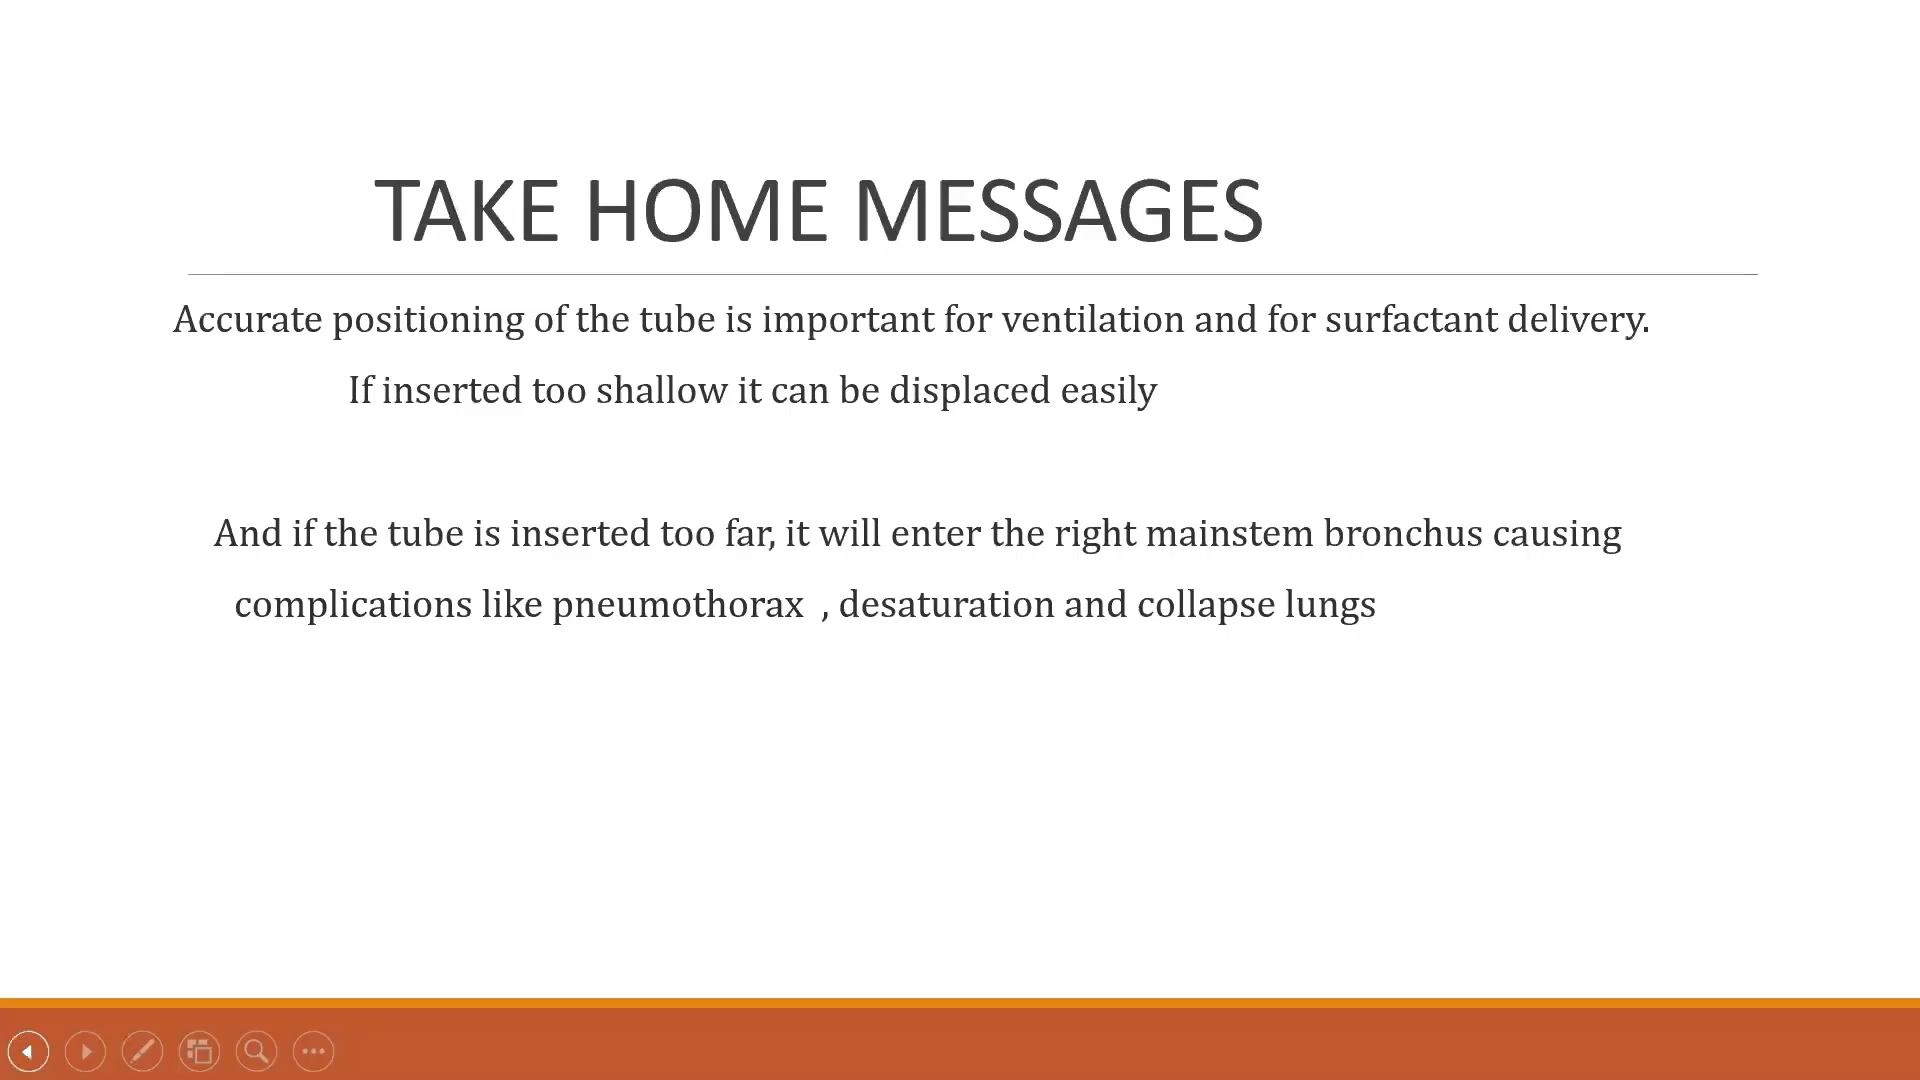 TAKE HOME MESSAGES
Accurate positioning of the tube is important for ventilation and for surfactant delivery.
If inserted too shallow it can be displaced easily
And if the tube is inserted too far, it will enter the right mainstem bronchus causing
complications like pneumothorax  , desaturation and collapse lungs